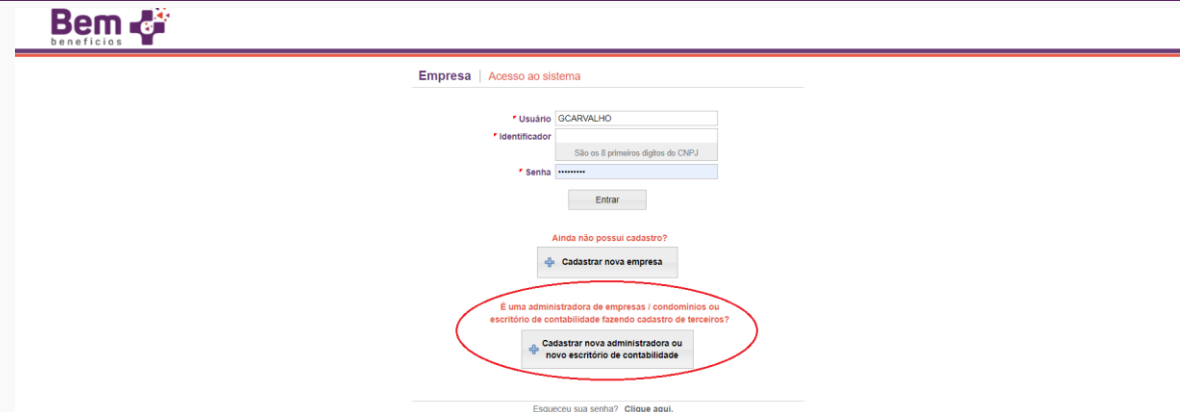 Bem
benefícios
Empresa | Acesso ao sistema
Usuário GCARVALHO
Identificador
São os 8 primeiros dígitos do CNPJ
Senha •••••••••
Entrar
Ainda não possui cadastro?
Cadastrar nova empresa
É uma administradora de empresas / condomínios ou
escritório de contabilidade fazendo cadastro de terceiros?
Cadastrar nova administradora ou
novo escritório de contabilidade
Esqueceu sua senha? Clique aqui.